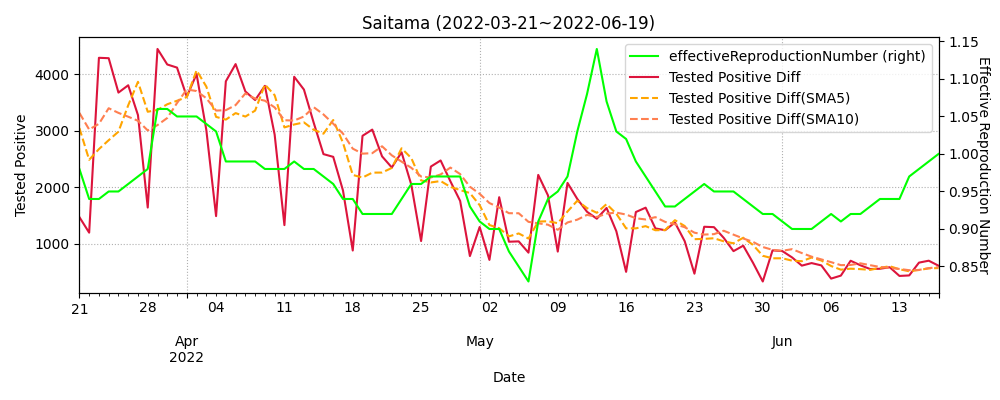 Saitama (2022-03-21~2022-06-19)
effectiveReproductionNumber (right)
Tested Positive Diff
Tested Positive Diff(SMA5)
Tested Positive Diff(SMA10)
Tested Positive
4000
3000
2000
1000
1.15
1.10
1.05
1.00
0.95
0.90
0.85
Effective Reproduction Number
21 28 04 11 18 25 02 09 16 23 30 06 13
Apr May Jun
2022
Date